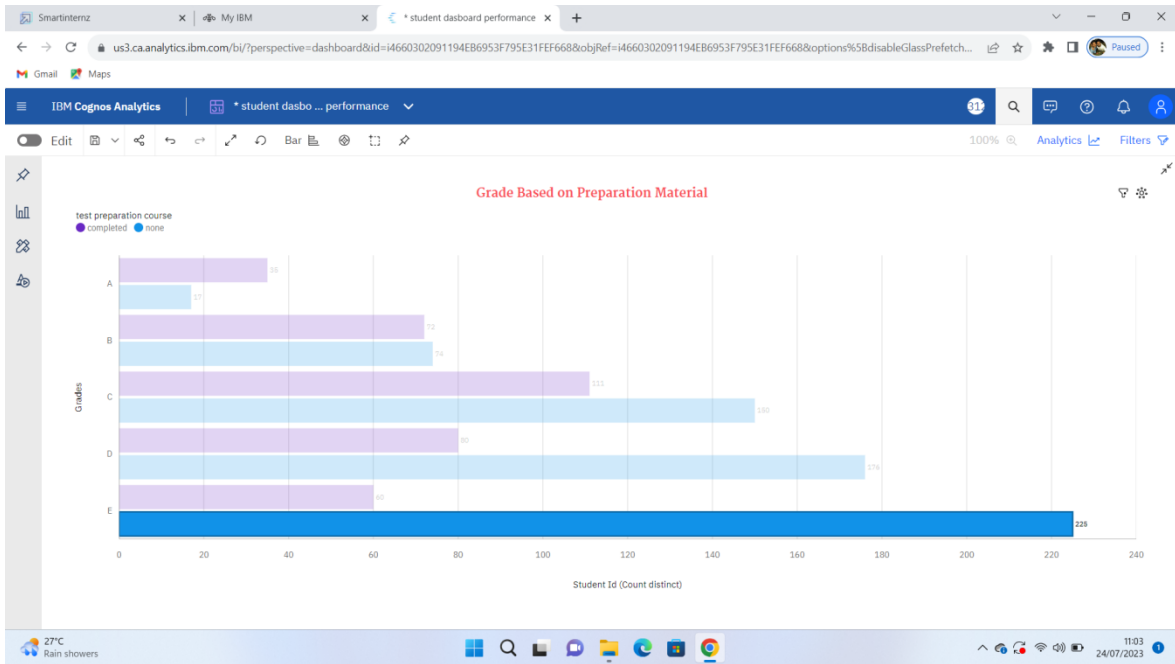 Smartinternz
My IBM
* student dasboard performance
us3.ca.analytics.ibm.com/bi/?perspective=dashboard&id=i4660302091194EB6953F795E31FEF668&objRef=i4660302091194EB6953F795E31FEF668&options%5BdisableGlassPrefetch...
Paused
Gmail Maps
IBM Cognos Analytics
* student dasbo ... performance
Edit
Bar
100%
Analytics
Filters
Grade Based on Preparation Material
test preparation course
completed none
A
35
17
B
72
74
Grades
C
111
150
D
80
176
E
60
225
0 20 40 60 80 100 120 140 160 180 200 220 240
Student Id (Count distinct)
27°C
Rain showers
11:03
24/07/2023
1